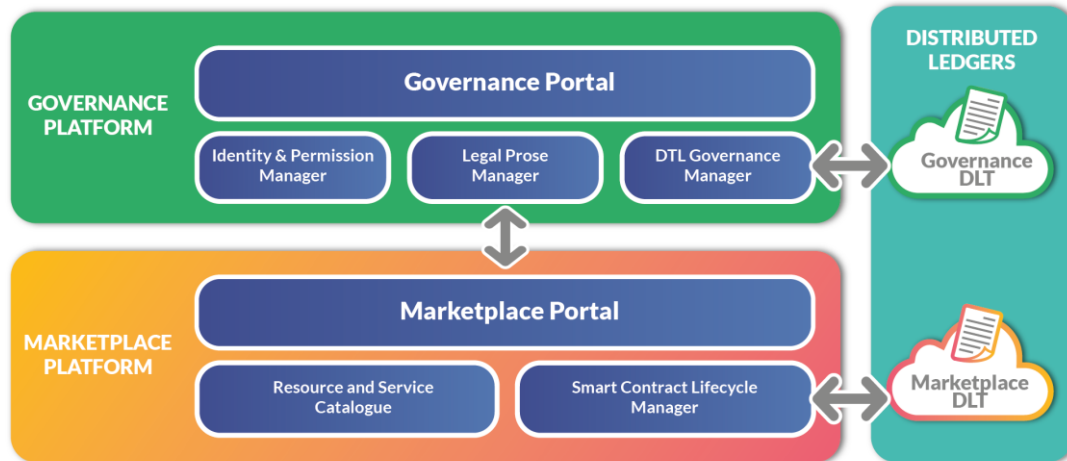 GOVERNANCE
PLATFORM
Governance Portal
Identity & Permission
Manager
Legal Prose
Manager
DTL Governance
Manager
DISTRIBUTED
LEDGERS
Governance
DLT
MARKETPLACE
PLATFORM
Marketplace Portal
Resource and Service
Catalogue
Smart Contract Lifecycle
Manager
Marketplace
DLT